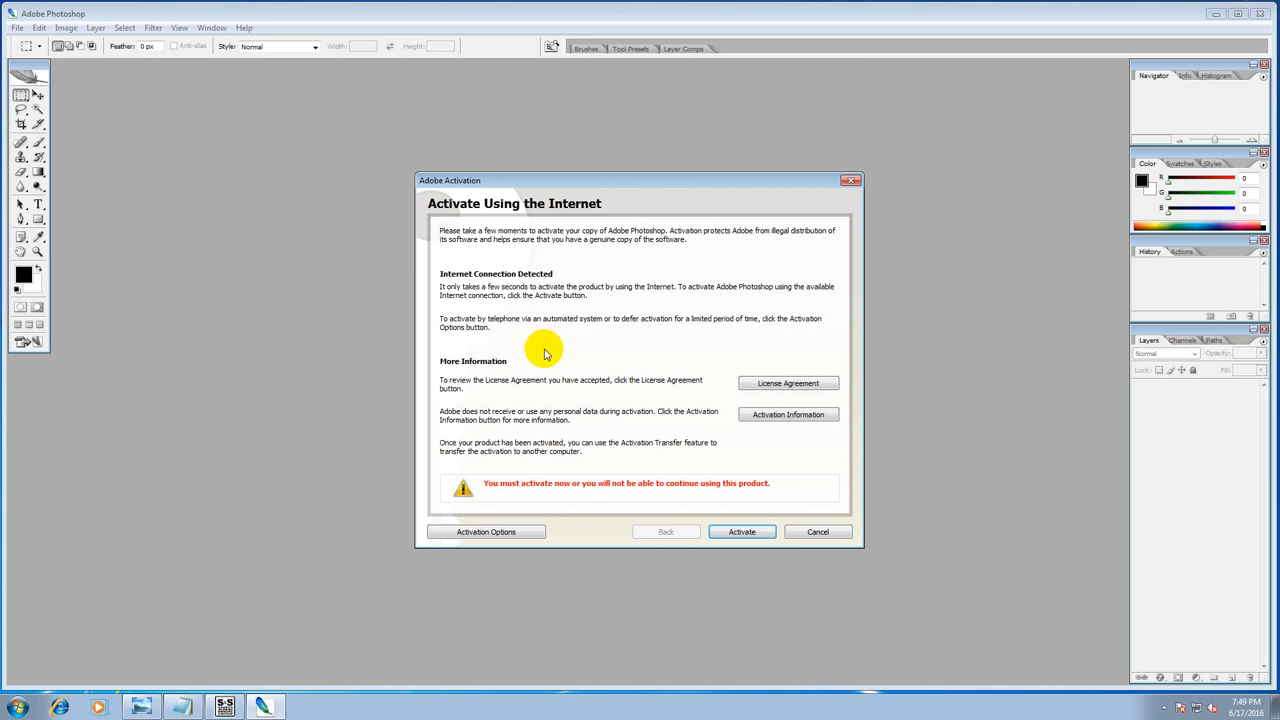 Adobe Photoshop
File Edit Image Layer Select Filter View Window Help
Feather: 0 px Anti-alias Style: Normal Width: Height: Brushes Tool Presets Layer Comps
Navigator Info Histogram
Color Swatches Styles
R 0
G 0
B 0
History Actions
Layers Channels Paths
Normal Opacity:
Lock: Fill:
Adobe Activation
Activate Using the Internet
Please take a few moments to activate your copy of Adobe Photoshop. Activation protects Adobe from illegal distribution of
its software and helps ensure that you have a genuine copy of the software.
Internet Connection Detected
It only takes a few seconds to activate the product by using the Internet. To activate Adobe Photoshop using the available
Internet connection, click the Activate button.
To activate by telephone via an automated system or to defer activation for a limited period of time, click the Activation
Options button.
More Information
To review the License Agreement you have accepted, click the License Agreement
button.
License Agreement
Adobe does not receive or use any personal data during activation. Click the Activation
Information button for more information.
Activation Information
Once your product has been activated, you can use the Activation Transfer feature to
transfer the activation to another computer.
You must activate now or you will not be able to continue using this product.
Activation Options Back Activate Cancel
S-S
7:49 PM
6/17/2016